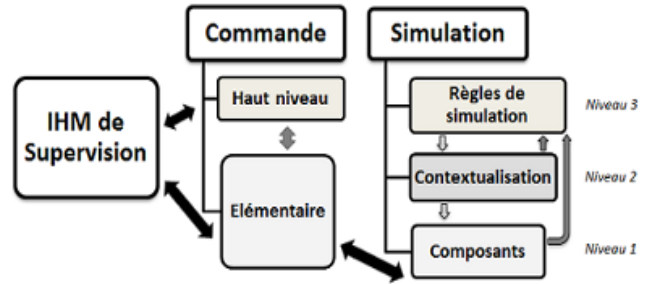 Commande
Simulation
IHM de
Supervision
Haut niveau
Elémentaire
Règles de
simulation
Niveau 3
Contextualisation
Niveau 2
Composants
Niveau 1